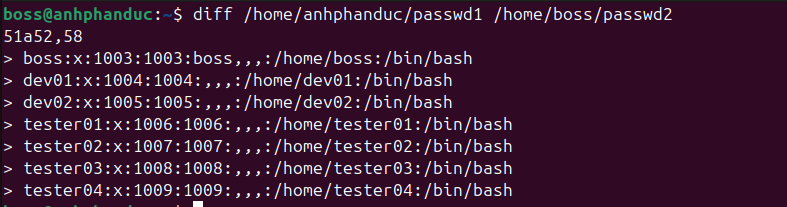 boss@anhphanduc:~$ diff /home/anhphanduc/passwd1 /home/boss/passwd2
51a52,58
> boss:x:1003:1003:boss,,,:/home/boss:/bin/bash
> dev01:x:1004:1004:,,,:/home/dev01:/bin/bash
> dev02:x:1005:1005:,,,:/home/dev02:/bin/bash
> tester01:x:1006:1006:,,,:/home/tester01:/bin/bash
> tester02:x:1007:1007:,,,:/home/tester02:/bin/bash
> tester03:x:1008:1008:,,,:/home/tester03:/bin/bash
> tester04:x:1009:1009:,,,:/home/tester04:/bin/bash